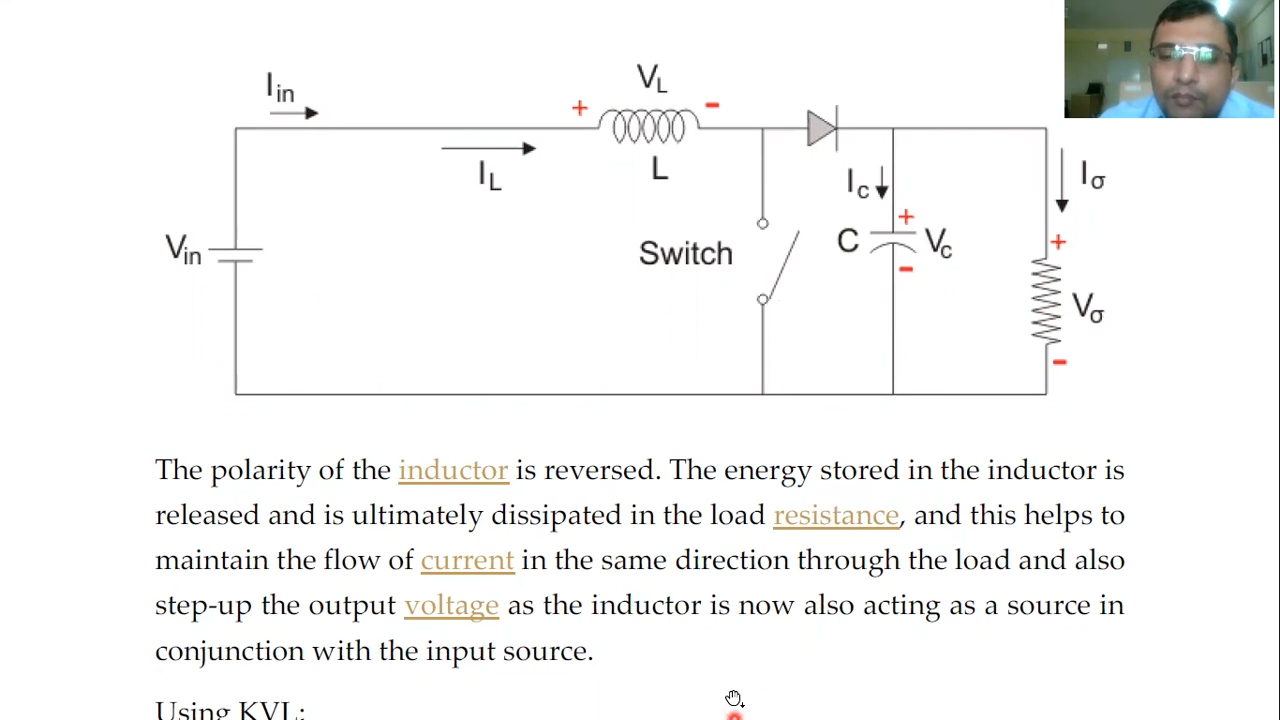 Iin
VL
+
-
IL
L
Ic
Iσ
+
+
Vin
Switch
C
Vc
-
Vσ
-
The polarity of the inductor is reversed. The energy stored in the inductor is
released and is ultimately dissipated in the load resistance, and this helps to
maintain the flow of current in the same direction through the load and also
step-up the output voltage as the inductor is now also acting as a source in
conjunction with the input source.
Using KVL: